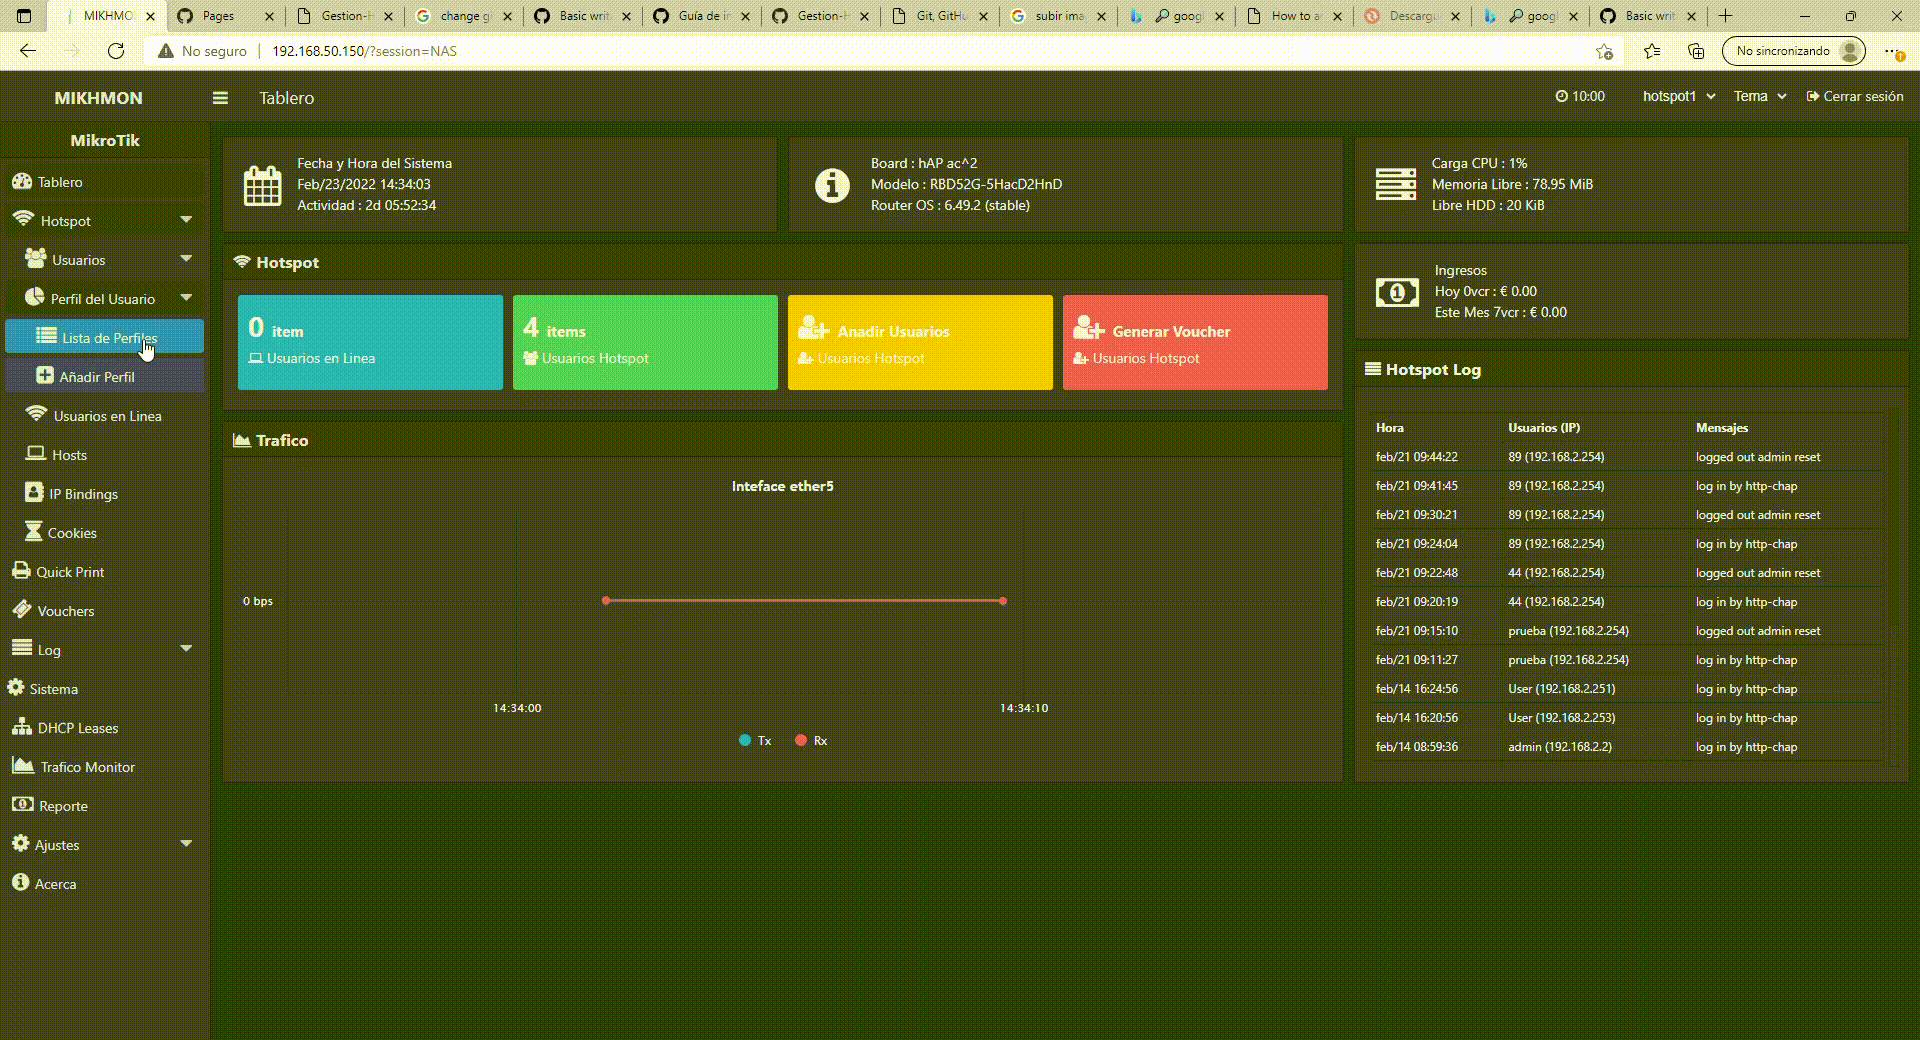 MIKHMON
Pages
Gestion-H
change gi
Basic writ
Guía de in
Gestion-H
Git, GitHu
subir ima
googl
How to a
Descargu
googl
Basic writ
No seguro
192.168.50.150/?session=NAS
No sincronizando
MIKHMON
Tablero
10:00
hotspot1
Tema
Cerrar sesión
MikroTik
Tablero
Hotspot
Usuarios
Perfil del Usuario
Lista de Perfiles
Añadir Perfil
Usuarios en Linea
Hosts
IP Bindings
Cookies
Quick Print
Vouchers
Log
Sistema
DHCP Leases
Trafico Monitor
Reporte
Ajustes
Acerca
Fecha y Hora del Sistema
Feb/23/2022 14:34:03
Actividad : 2d 05:52:34
Board : hAP ac^2
Modelo : RBD52G-5HacD2HnD
Router OS : 6.49.2 (stable)
Carga CPU : 1%
Memoria Libre : 78.95 MiB
Libre HDD : 20 KiB
Hotspot
0 item
Usuarios en Linea
4 items
Usuarios Hotspot
Anadir Usuarios
Usuarios Hotspot
Generar Voucher
Usuarios Hotspot
Ingresos
Hoy 0vcr : € 0.00
Este Mes 7vcr : € 0.00
Trafico
Inteface ether5
0 bps
14:34:00
14:34:10
Tx
Rx
Hotspot Log
Hora Usuarios (IP) Mensajes
feb/21 09:44:22 89 (192.168.2.254) logged out admin reset
feb/21 09:41:45 89 (192.168.2.254) log in by http-chap
feb/21 09:30:21 89 (192.168.2.254) logged out admin reset
feb/21 09:24:04 89 (192.168.2.254) log in by http-chap
feb/21 09:22:48 44 (192.168.2.254) logged out admin reset
feb/21 09:20:19 44 (192.168.2.254) log in by http-chap
feb/21 09:15:10 prueba (192.168.2.254) logged out admin reset
feb/21 09:11:27 prueba (192.168.2.254) log in by http-chap
feb/14 16:24:56 User (192.168.2.251) log in by http-chap
feb/14 16:20:56 User (192.168.2.253) log in by http-chap
feb/14 08:59:36 admin (192.168.2.2) log in by http-chap